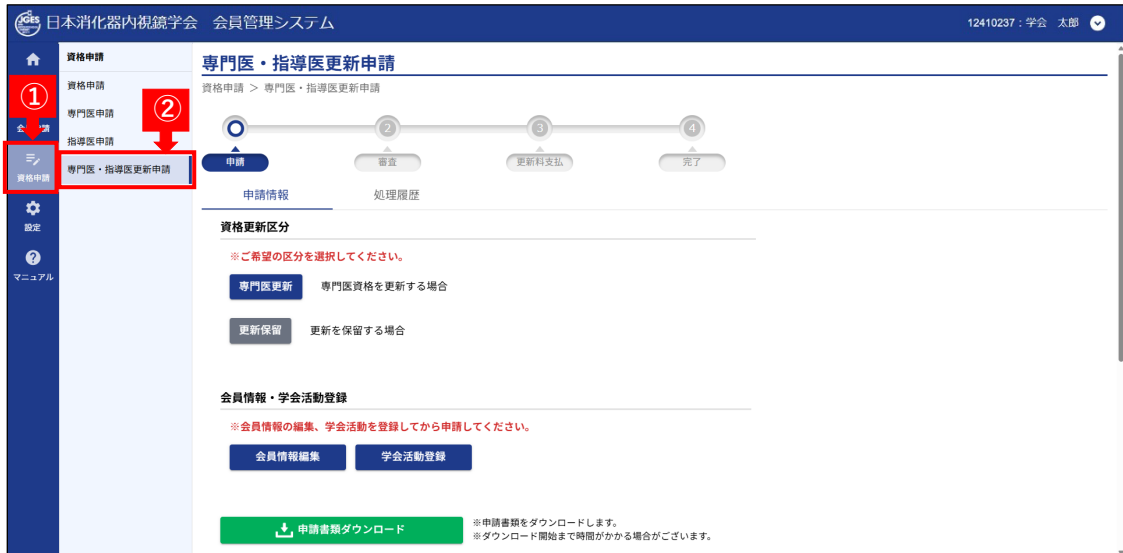 JGES 日本消化器内視鏡学会 会員管理システム
12410237：学会 太郎
①
資格申請
設定
マニュアル
資格申請
資格申請
専門医申請
②
指導医申請
専門医・指導医更新申請
専門医・指導医更新申請
資格申請 ＞ 専門医・指導医更新申請
2
3
4
申請
審査
更新料支払
完了
申請情報
処理履歴
資格更新区分
※ご希望の区分を選択してください。
専門医更新 専門医資格を更新する場合
更新保留 更新を保留する場合
会員情報・学会活動登録
※会員情報の編集、学会活動を登録してから申請してください。
会員情報編集 学会活動登録
申請書類ダウンロード
※申請書類をダウンロードします。
※ダウンロード開始まで時間がかかる場合がございます。